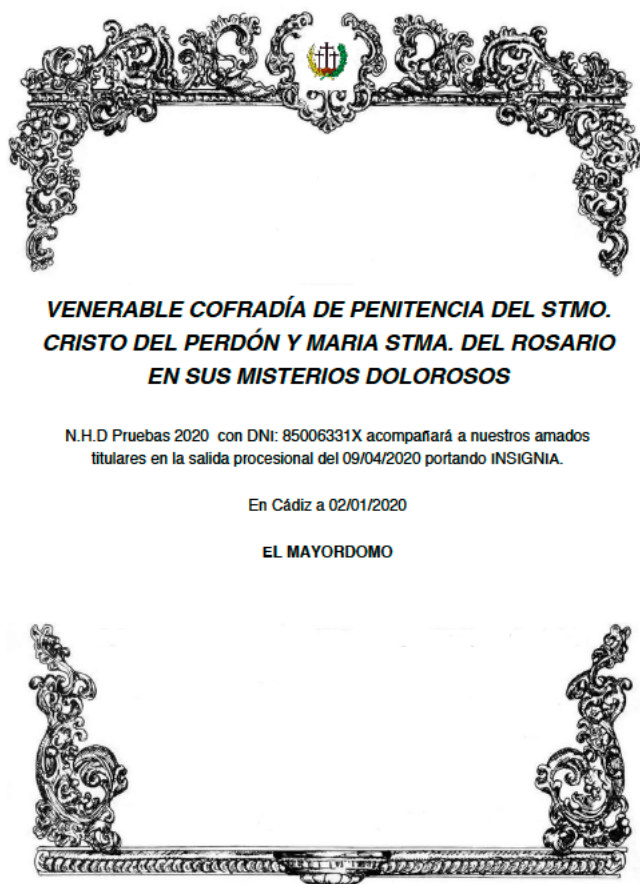 VENERABLE COFRADÍA DE PENITENCIA DEL STMO.
CRISTO DEL PERDÓN Y MARIA STMA. DEL ROSARIO
EN SUS MISTERIOS DOLOROSOS
N.H.D Pruebas 2020 con DNI: 85006331X acompañará a nuestros amados
titulares en la salida procesional del 09/04/2020 portando INSIGNIA.
En Cádiz a 02/01/2020
EL MAYORDOMO